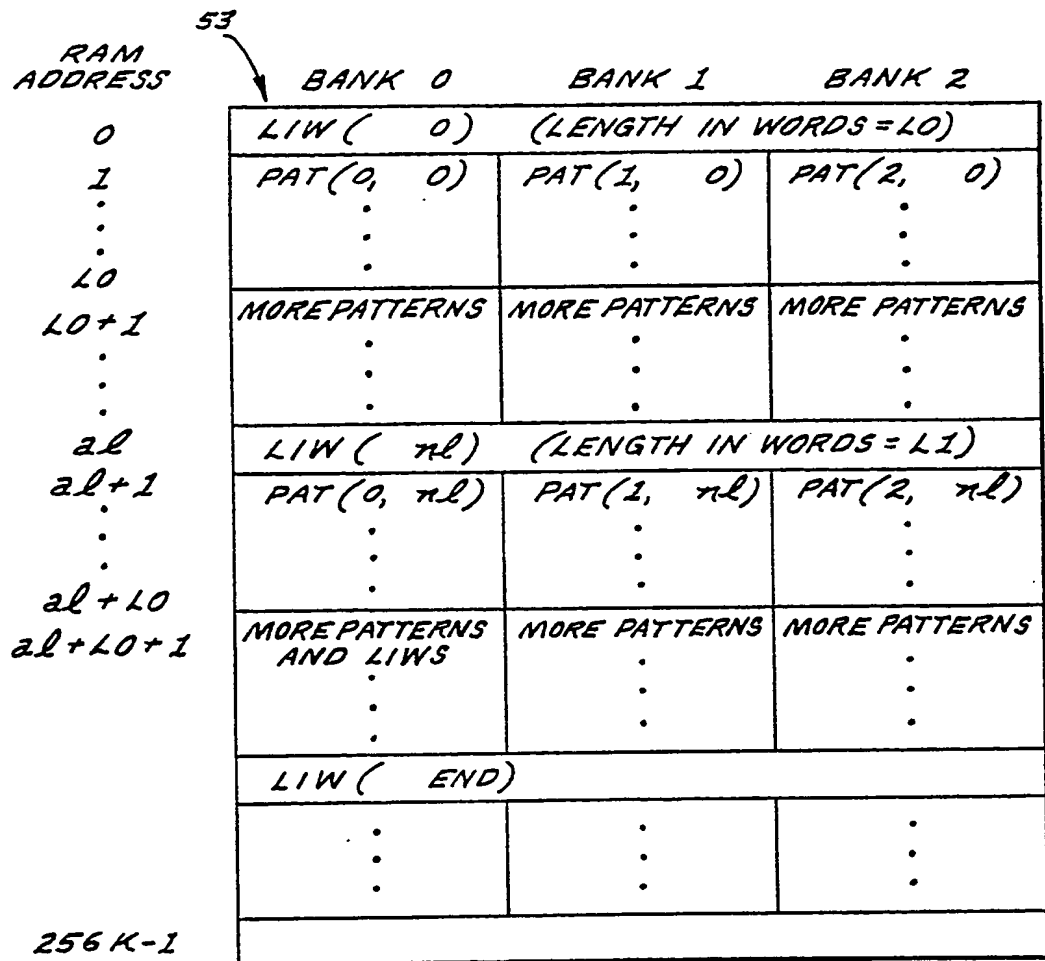 53
RAM ADDRESS BANK 0 BANK 1 BANK 2
0 LIW ( 0) (LENGTH IN WORDS = L0)
1 PAT (0, 0) PAT (1, 0) PAT (2, 0)
L0
L0+1 MORE PATTERNS MORE PATTERNS MORE PATTERNS
al LIW ( nl) (LENGTH IN WORDS = L1)
al+1 PAT (0, nl) PAT (1, nl) PAT (2, nl)
al+L0
al+L0+1 MORE PATTERNS AND LIWS MORE PATTERNS MORE PATTERNS
LIW ( END)
256K-1